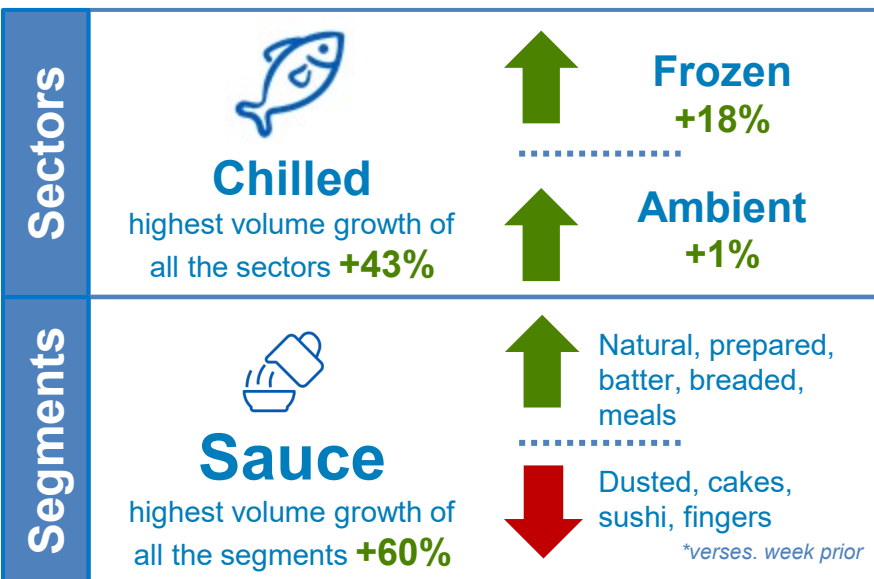 Sectors
Chilled
highest volume growth of
all the sectors +43%
Frozen
+18%
Ambient
+1%
Segments
Sauce
highest volume growth of
all the segments +60%
Natural, prepared,
batter, breaded,
meals
Dusted, cakes,
sushi, fingers
*verses. week prior